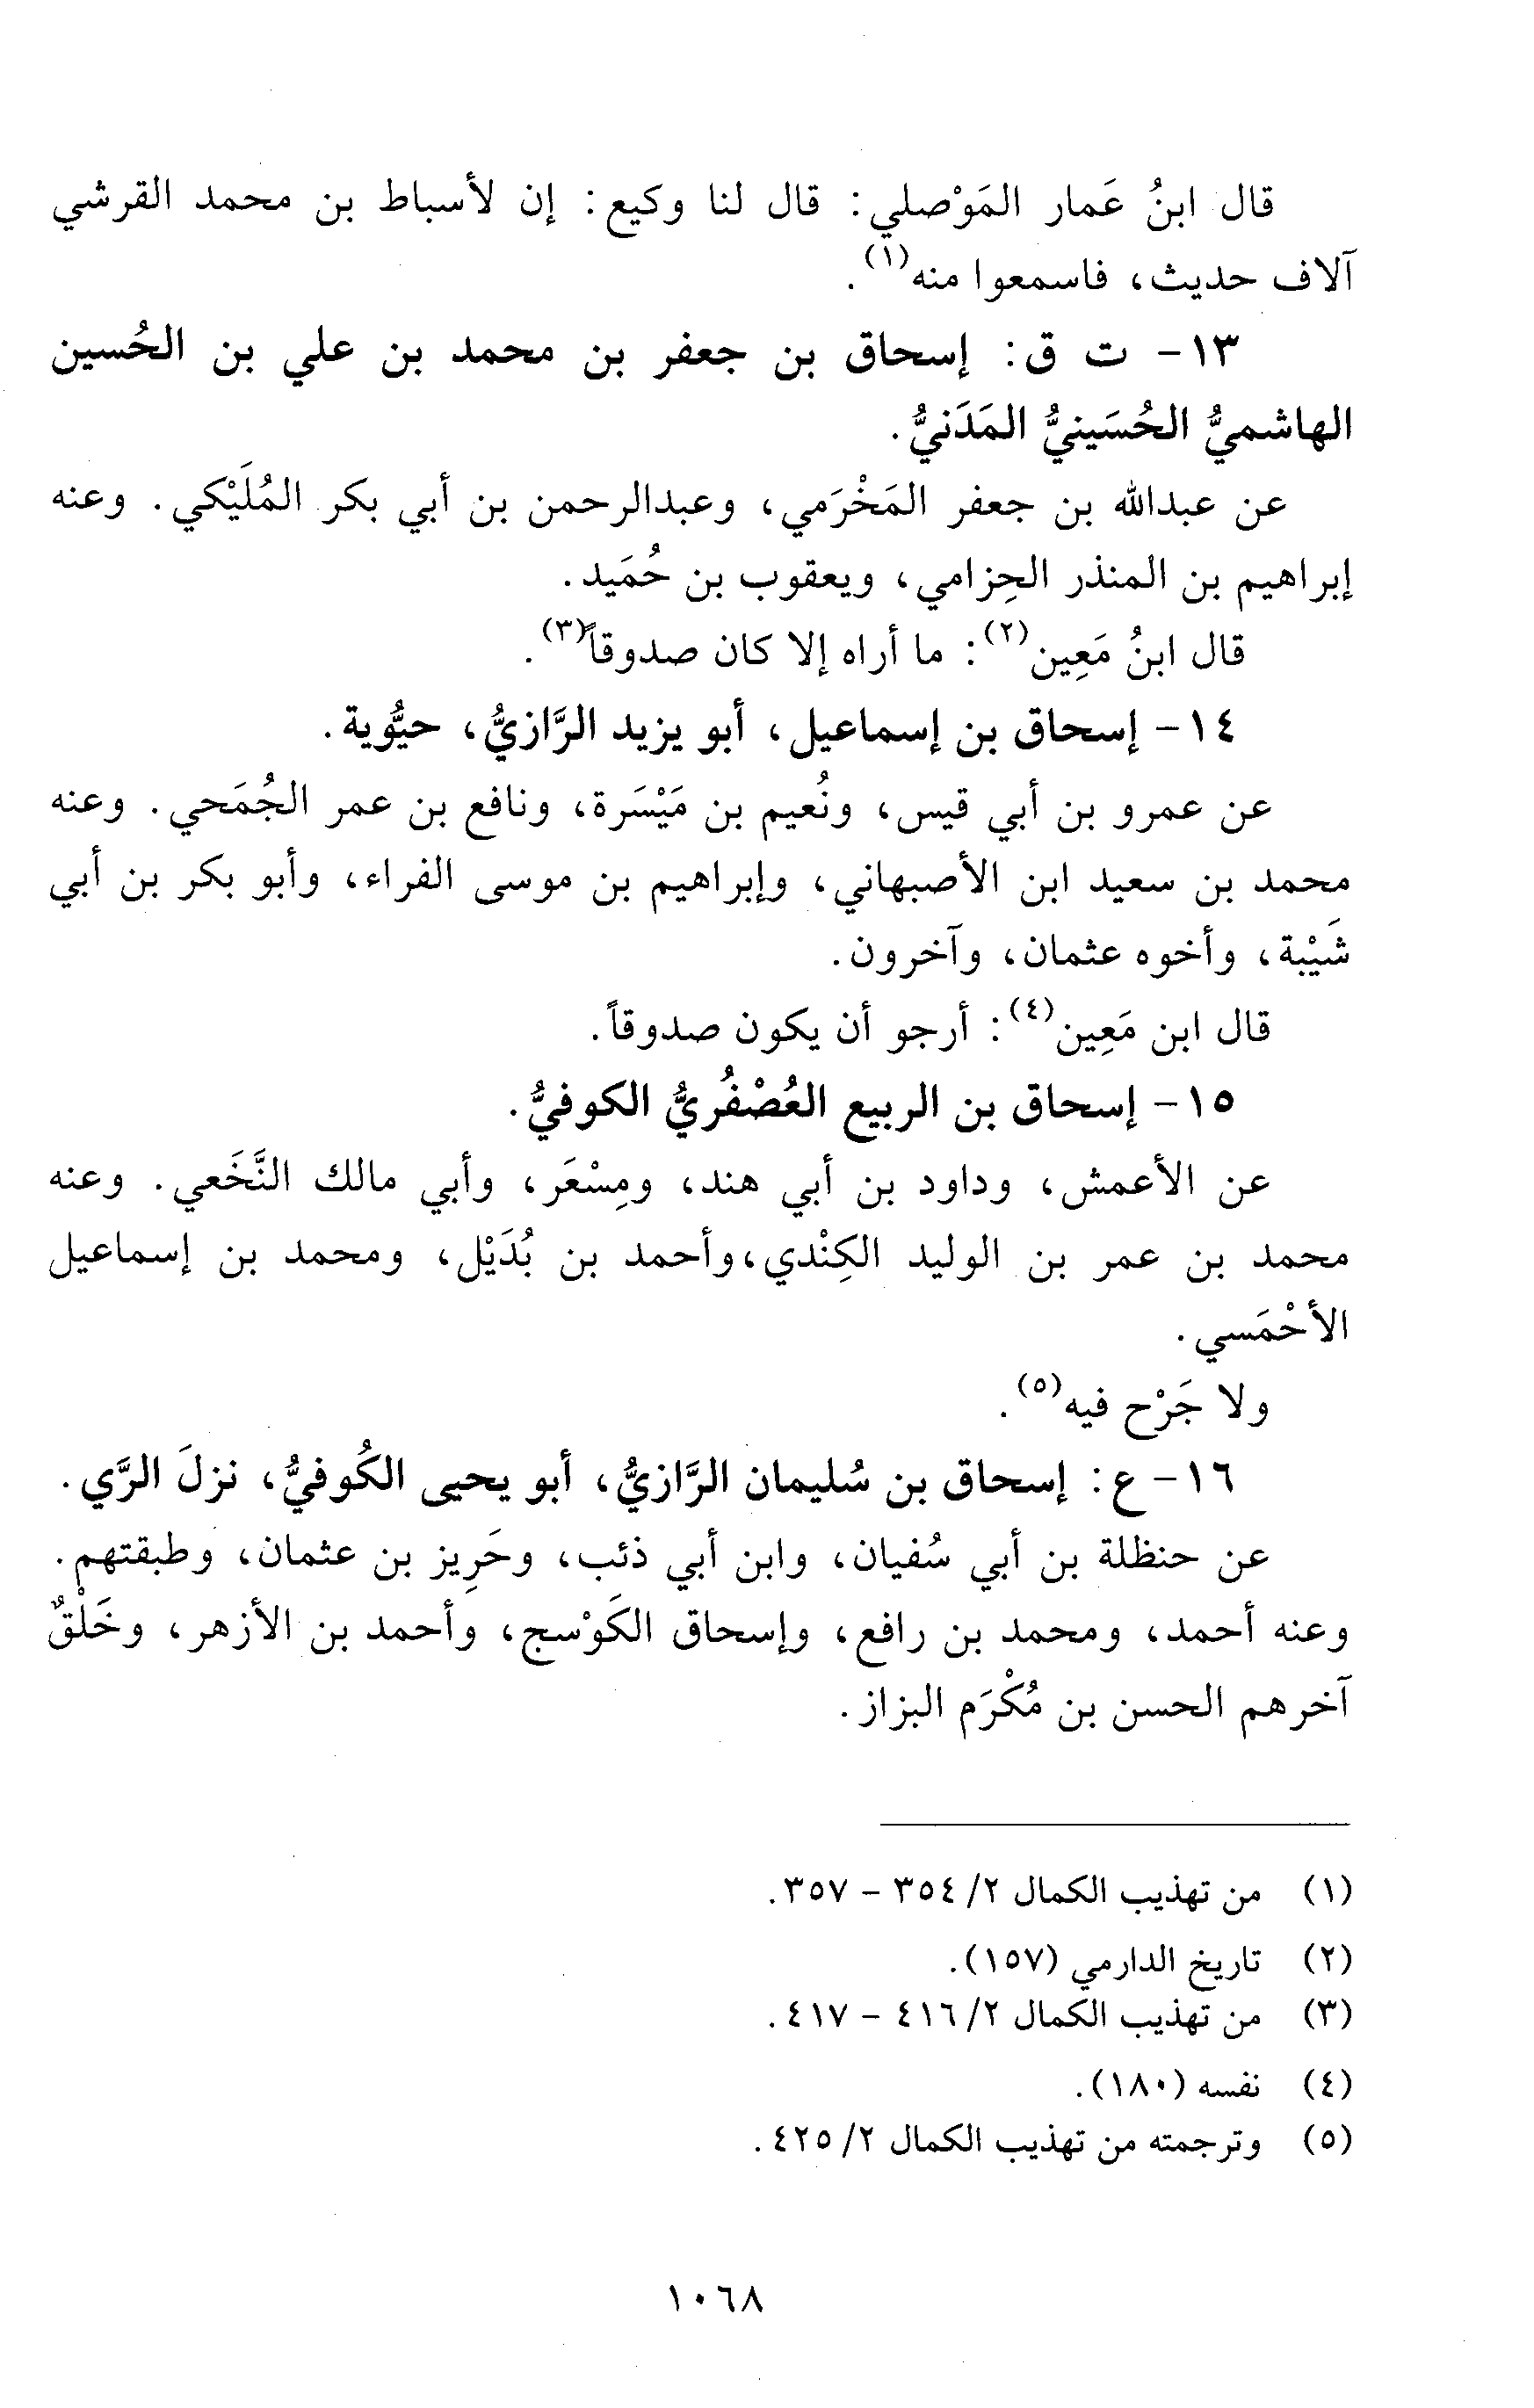 قال ابنُ عَمار المَوْصلي: قال لنا وكيع: إن لأسباط بن محمد القرشي
آلاف حديث، فاسمعوا منه(١).
١٣- ت ق: إسحاق بن جعفر بن محمد بن علي بن الحُسين
الهاشميُّ الحُسَينيُّ المَدَنيُّ.
عن عبدالله بن جعفر المَخْرَمي، وعبدالرحمن بن أبي بكر المُلَيْكي. وعنه
إبراهيم بن المنذر الحِزامي، ويعقوب بن حُمَيد.
قال ابنُ مَعِين(٢): ما أراه إلا كان صدوقاً(٣).
١٤- إسحاق بن إسماعيل، أبو يزيد الرَّازيُّ، حيُّوية.
عن عمرو بن أبي قيس، ونُعيم بن مَيْسَرة، ونافع بن عمر الجُمَحي. وعنه
محمد بن سعيد ابن الأصبهاني، وإبراهيم بن موسى الفراء، وأبو بكر بن أبي
شَيْبة، وأخوه عثمان، وآخرون.
قال ابن مَعِين(٤): أرجو أن يكون صدوقاً.
١٥- إسحاق بن الربيع العُصْفُريُّ الكوفيُّ.
عن الأعمش، وداود بن أبي هند، ومِسْعَر، وأبي مالك النَّخَعي. وعنه
محمد بن عمر بن الوليد الكِنْدي، وأحمد بن بُدَيْل، ومحمد بن إسماعيل
الأحْمَسي.
ولا جَرْح فيه(٥).
١٦- ع: إسحاق بن سُليمان الرَّازيُّ، أبو يحيى الكُوفيُّ، نزلَ الرَّي.
عن حنظلة بن أبي سُفيان، وابن أبي ذئب، وحَرِيز بن عثمان، وطبقتهم.
وعنه أحمد، ومحمد بن رافع، وإسحاق الكَوْسج، وأحمد بن الأزهر، وخَلْقٌ
آخرهم الحسن بن مُكْرَم البزاز.
(١) من تهذيب الكمال ٢/ ٣٥٤ - ٣٥٧.
(٢) تاريخ الدارمي (١٥٧).
(٣) من تهذيب الكمال ٢/ ٤١٦ - ٤١٧.
(٤) نفسه (١٨٠).
(٥) وترجمته من تهذيب الكمال ٢/ ٤٢٥.
١٠٦٨